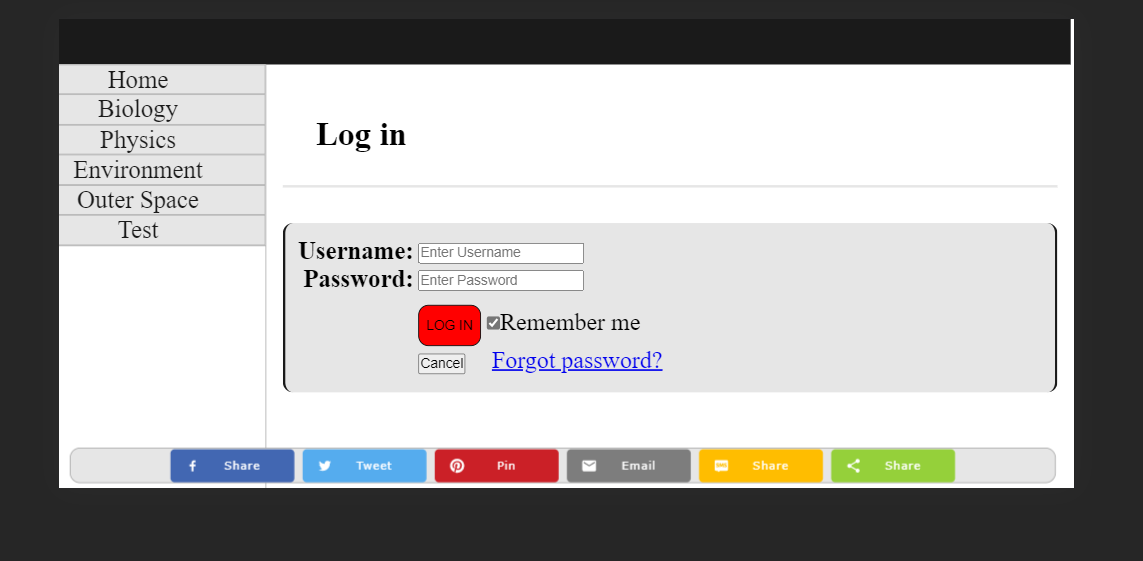 Home
Biology
Physics
Environment
Outer Space
Test
Log in
Username: Enter Username
Password: Enter Password
LOG IN Remember me
Cancel Forgot password?
Share Tweet Pin Email Share Share